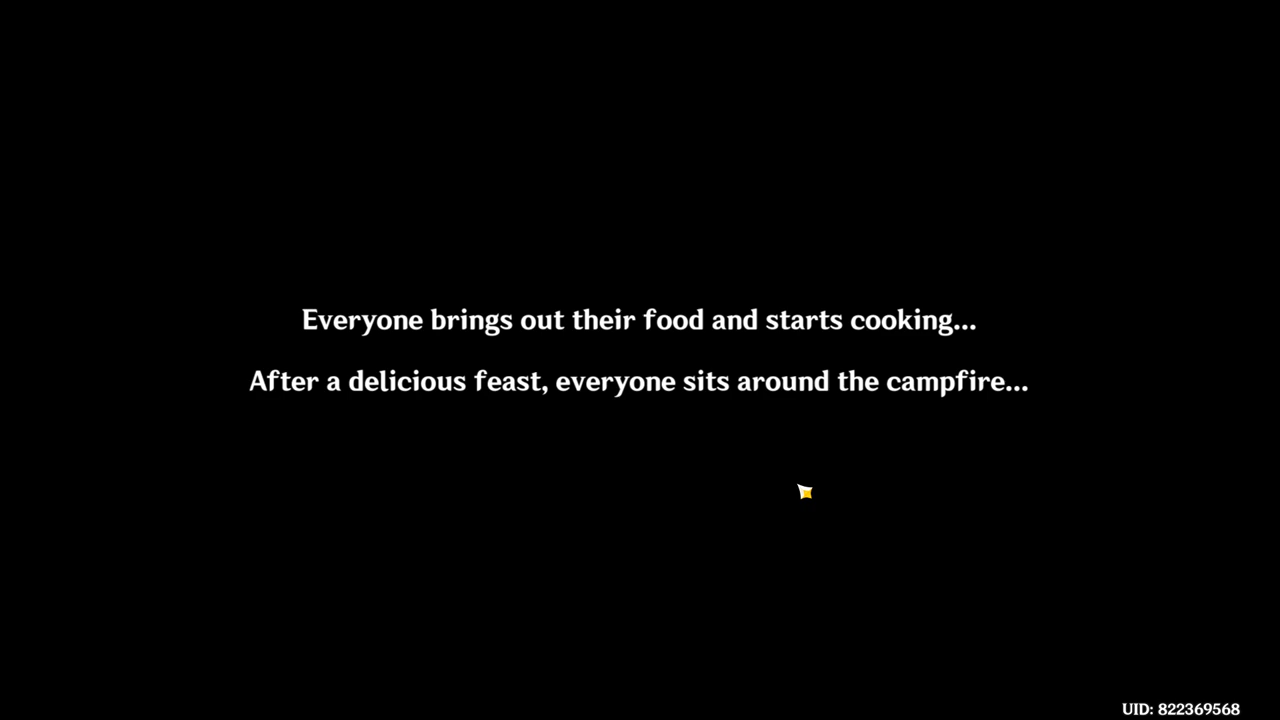 Everyone brings out their food and starts cooking...
After a delicious feast, everyone sits around the campfire...
UID: 822369568